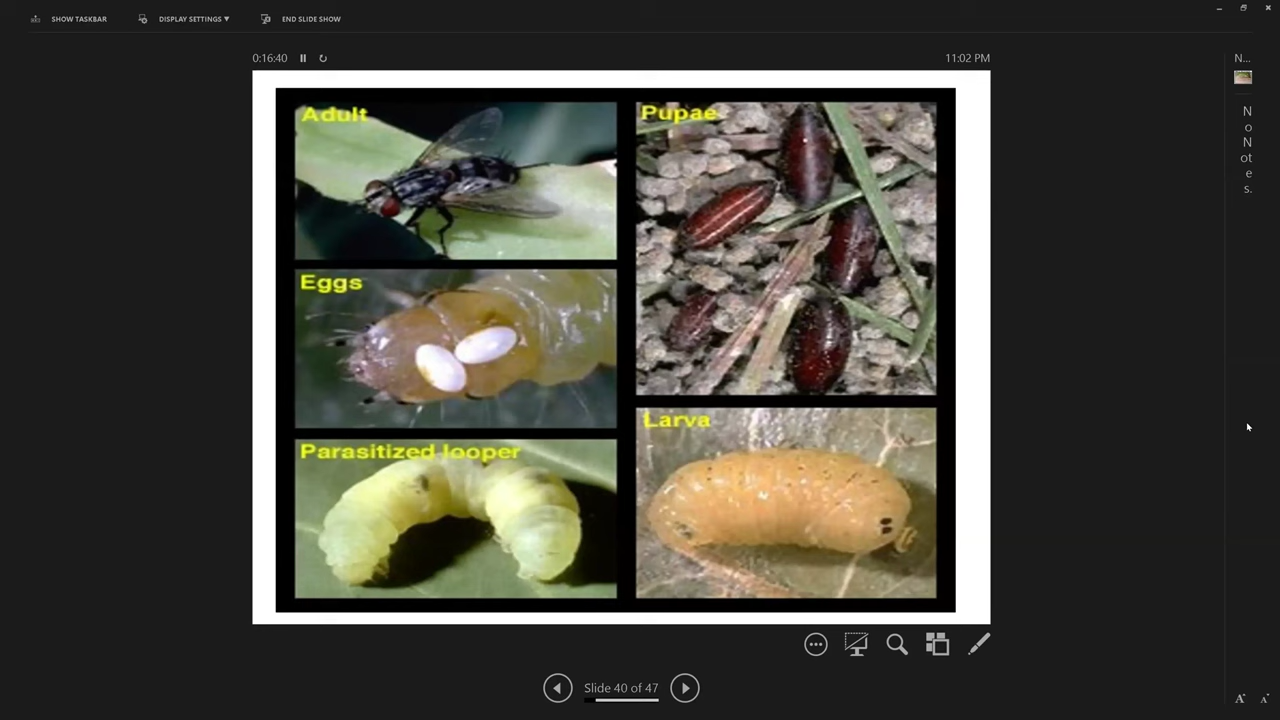 SHOW TASKBAR
DISPLAY SETTINGS ▼
END SLIDE SHOW
0:16:40
11:02 PM
Adult
Eggs
Parasitized looper
Pupae
Larva
Slide 40 of 47
N...
N
o
N
ot
e
s.
A
A